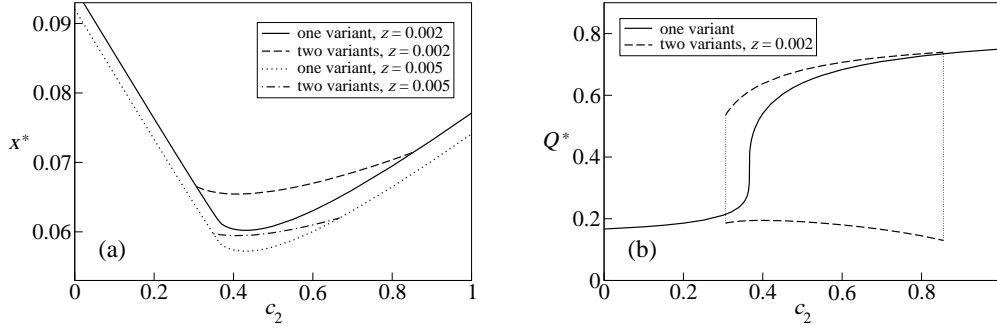 0.09
0.08
x*
0.07
0.06
(a)
0 0.2 0.4 0.6 0.8 1
c2
one variant, z = 0.002
two variants, z = 0.002
one variant, z = 0.005
two variants, z = 0.005
0.8
0.6
Q*
0.4
0.2
0
(b)
0 0.2 0.4 0.6 0.8
c2
one variant
two variants, z = 0.002